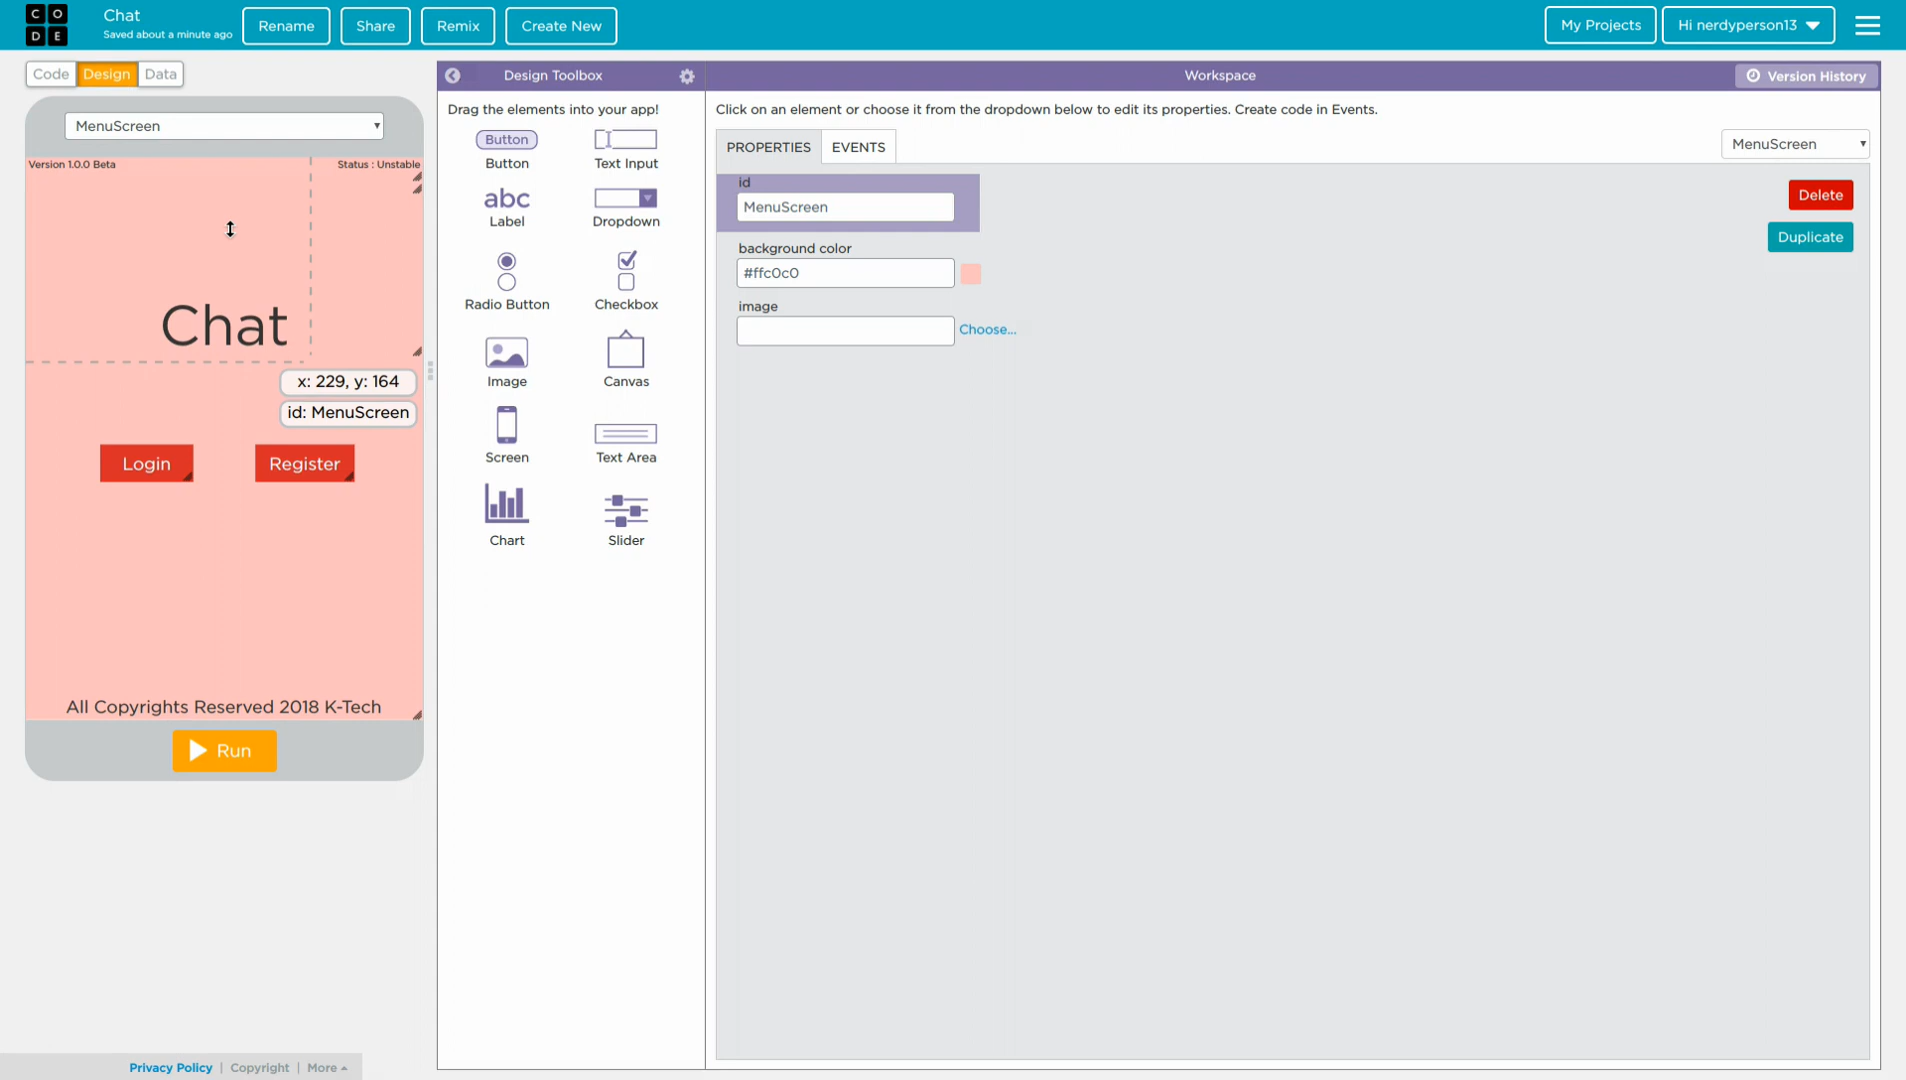 CO
DE
Chat
Saved about a minute ago
Rename
Share
Remix
Create New
My Projects
Hi nerdyperson13
Code
Design
Data
Design Toolbox
Workspace
Version History
MenuScreen
Version 1.0.0 Beta
Status : Unstable
Chat
x: 229, y: 164
id: MenuScreen
Login
Register
All Copyrights Reserved 2018 K-Tech
Run
Drag the elements into your app!
Button
Button
Text Input
abc
Label
Dropdown
Radio Button
Checkbox
Image
Canvas
Screen
Text Area
Chart
Slider
Click on an element or choose it from the dropdown below to edit its properties. Create code in Events.
PROPERTIES
EVENTS
MenuScreen
id
MenuScreen
Delete
Duplicate
background color
#ffc0c0
image
Choose...
Privacy Policy | Copyright | More